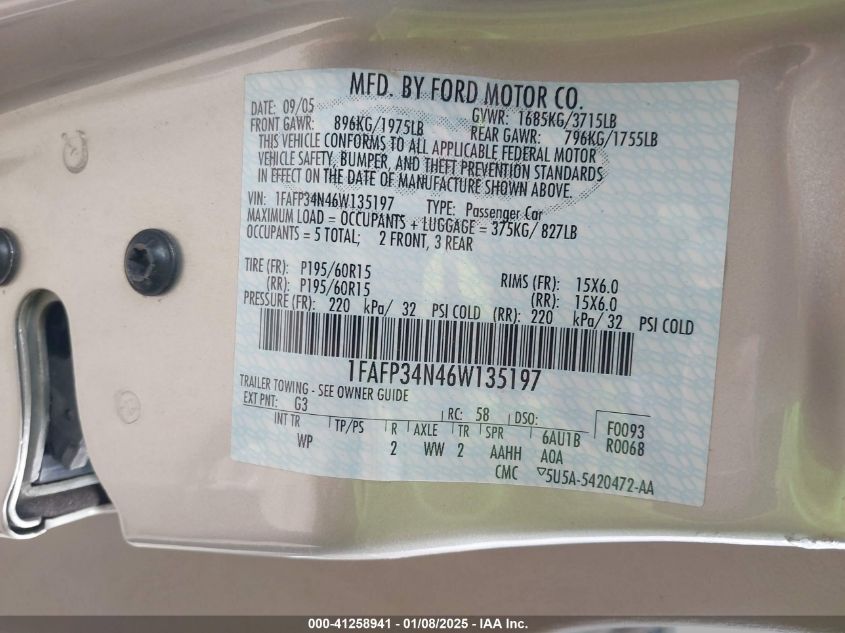 MFD. BY FORD MOTOR CO.
DATE: 09/05 GVWR: 1685KG/3715LB
FRONT GAWR: 896KG/1975LB REAR GAWR: 796KG/1755LB
THIS VEHICLE CONFORMS TO ALL APPLICABLE FEDERAL MOTOR
VEHICLE SAFETY, BUMPER, AND THEFT PREVENTION STANDARDS
IN EFFECT ON THE DATE OF MANUFACTURE SHOWN ABOVE.
VIN: 1FAFP34N46W135197 TYPE: Passenger Car
MAXIMUM LOAD = OCCUPANTS + LUGGAGE = 375KG/ 827LB
OCCUPANTS = 5 TOTAL; 2 FRONT, 3 REAR
TIRE (FR): P195/60R15 RIMS (FR): 15X6.0
(RR): P195/60R15 (RR): 15X6.0
PRESSURE (FR): 220 kPa/ 32 PSI COLD (RR): 220 kPa/ 32 PSI COLD
1FAFP34N46W135197
TRAILER TOWING - SEE OWNER GUIDE
EXT PNT: G3 RC: 58 DSO: F0093
INT TR TP/PS R AXLE TR SPR 6AU1B R0068
WP 2 WW 2 AAHH AOA
CMC 5U5A-5420472-AA
000-41258941 - 01/08/2025 - IAA Inc.